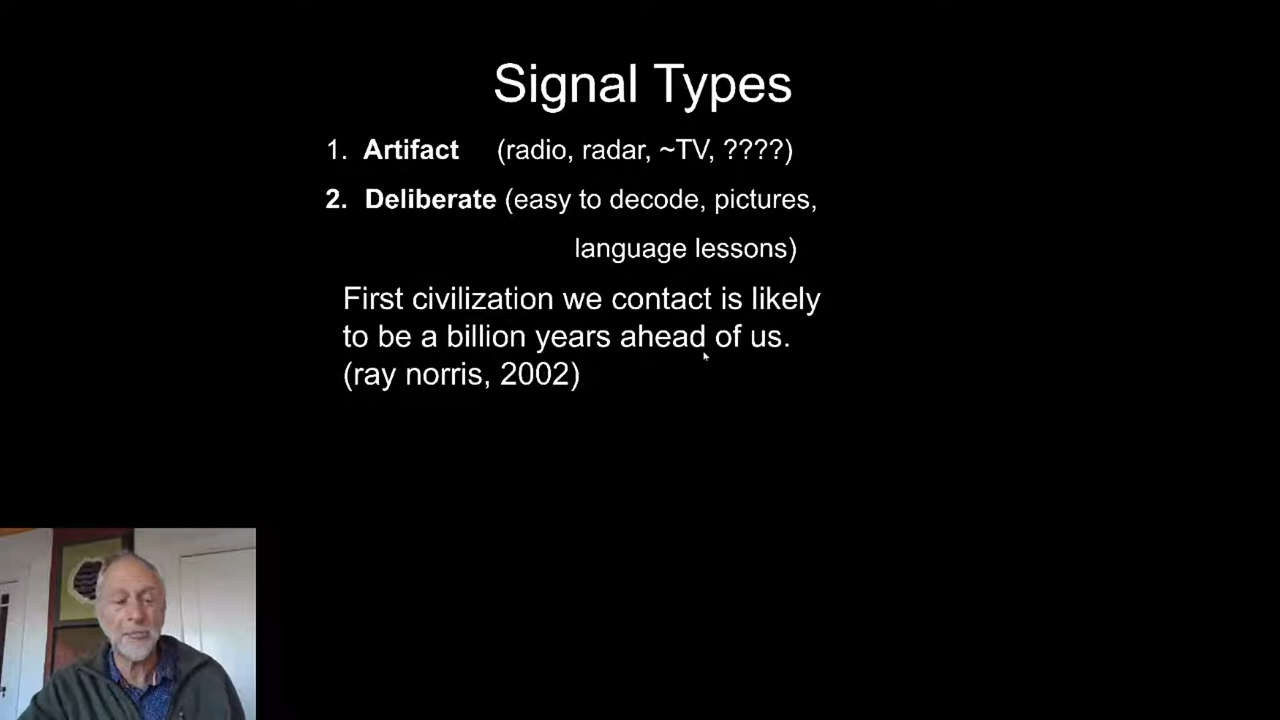 Signal Types
1. Artifact (radio, radar, ~TV, ????)
2. Deliberate (easy to decode, pictures,
language lessons)
First civilization we contact is likely
to be a billion years ahead of us.
(ray norris, 2002)